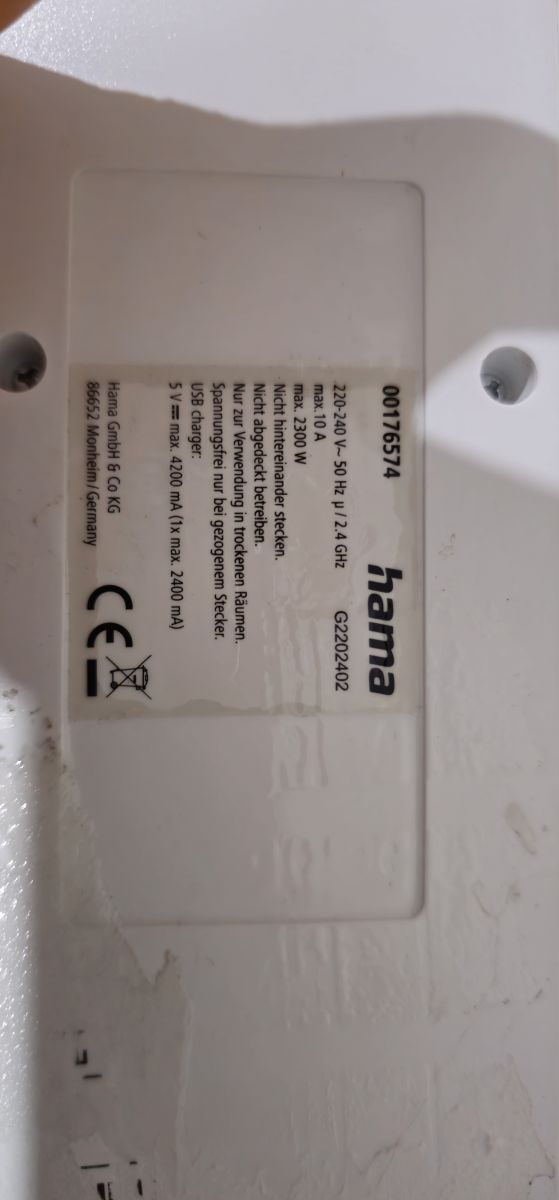 00176574
hama
220-240 V~ 50 Hz µ / 2.4 GHz G2202402
max.10 A
max. 2300 W
Nicht hintereinander stecken.
Nicht abgedeckt betreiben.
Nur zur Verwendung in trockenen Räumen.
Spannungsfrei nur bei gezogenem Stecker.
USB charger:
5 V⎓ max. 4200 mA (1x max. 2400 mA)
Hama GmbH & Co KG
86652 Monheim/Germany
CE